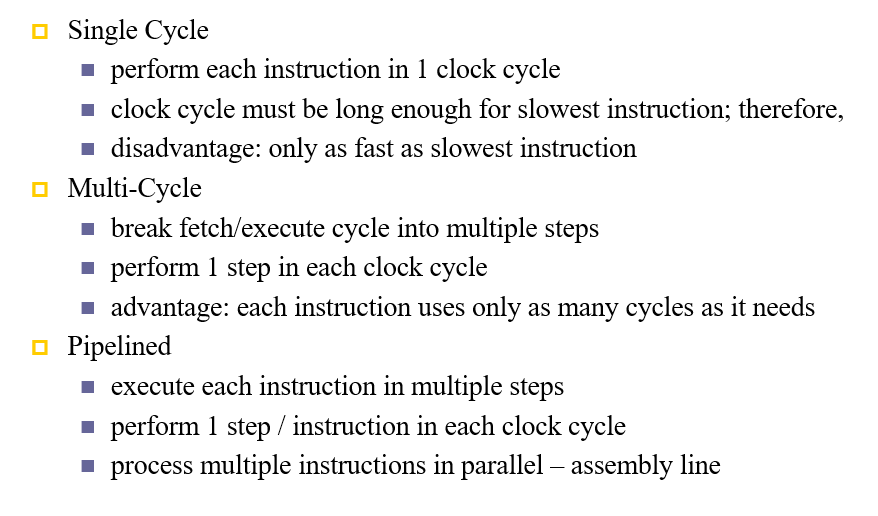 Single Cycle
perform each instruction in 1 clock cycle
clock cycle must be long enough for slowest instruction; therefore,
disadvantage: only as fast as slowest instruction
Multi-Cycle
break fetch/execute cycle into multiple steps
perform 1 step in each clock cycle
advantage: each instruction uses only as many cycles as it needs
Pipelined
execute each instruction in multiple steps
perform 1 step / instruction in each clock cycle
process multiple instructions in parallel – assembly line